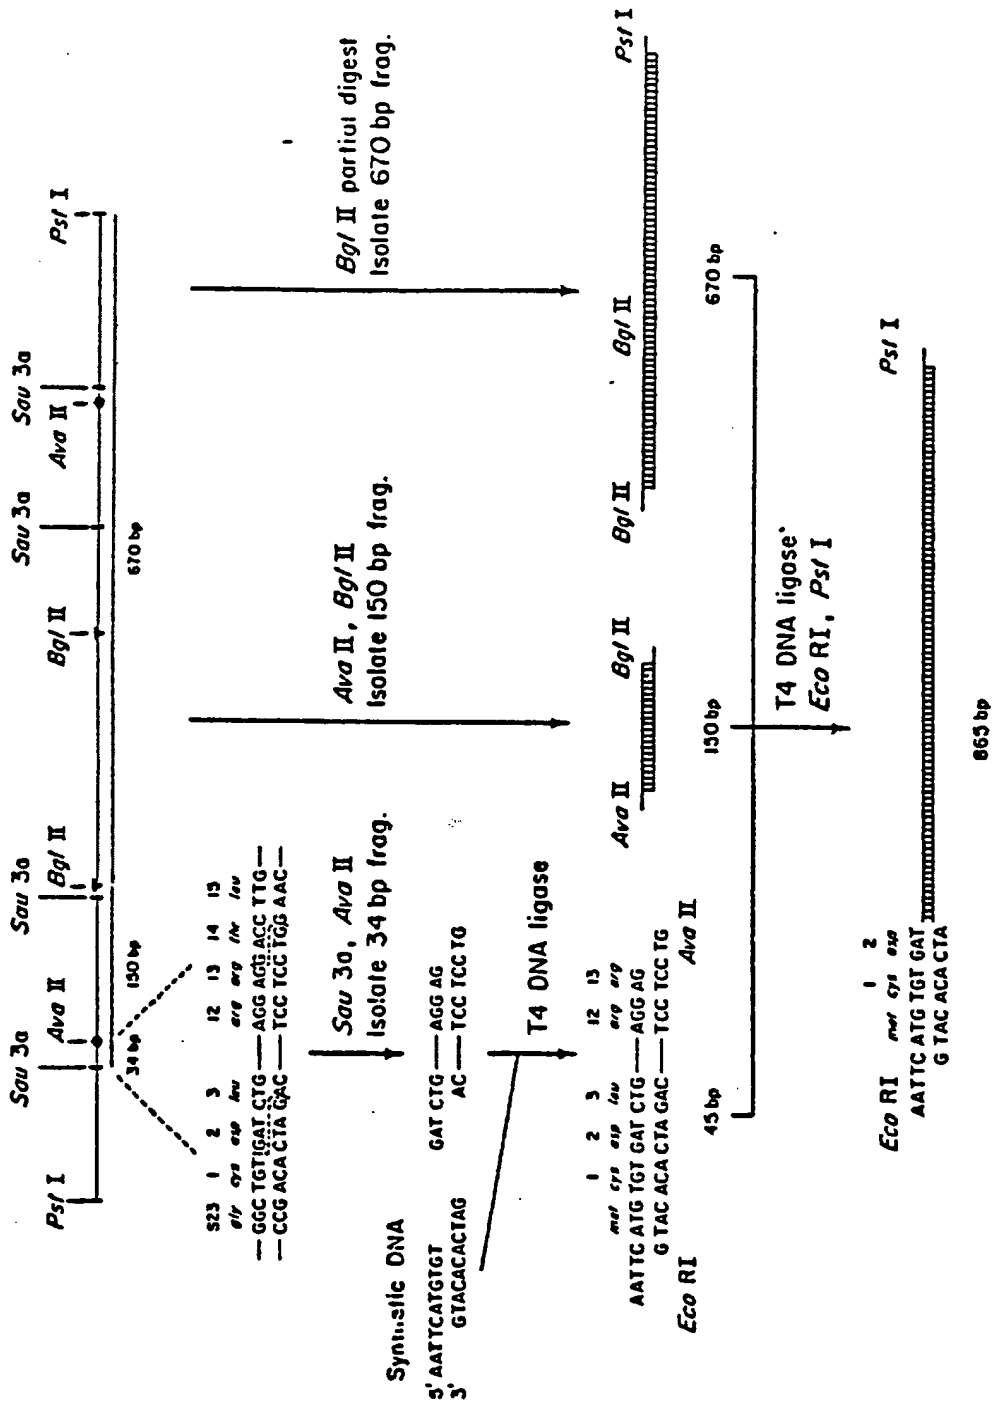 Sau 3a Sau 3a Sau 3a Sau 3a
Pst I Ava II Bgl II Bgl II Ava II Pst I
34 bp 150 bp 670 bp
S23 1 2 3 12 13 14 15
gly cys asp leu arg arg thr leu
— GGC TGT GAT CTG — AGG AGG ACC TTG —
— CCG ACA CTA GAC — TCC TCC TGG AAC —
Sau 3a, Ava II
Isolate 34 bp frag.
Ava II, Bgl II
Isolate 150 bp frag.
Bgl II partial digest
Isolate 670 bp frag.
Synthetic DNA
5' AATTCATGTGT GAT CTG — AGG AG
3' GTACACACTAG AC — TCC TCC TG
T4 DNA ligase
1 2 3 12 13
met cys asp leu arg arg
AATTC ATG TGT GAT CTG — AGG AG
G TAC ACA CTA GAC — TCC TCC TG
Eco RI Ava II
Ava II Bgl II
Bgl II Bgl II Pst I
45 bp 150 bp 670 bp
T4 DNA ligase
Eco RI, Pst I
1 2
Eco RI met cys asp Pst I
AATTC ATG TGT GAT
G TAC ACA CTA
865 bp